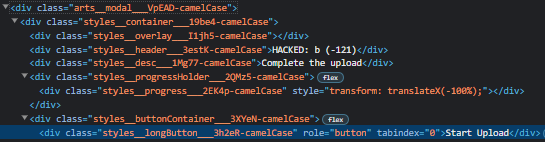 <div class="arts__modal___VpEAD-camelCase">
<div class="styles__container___19be4-camelCase">
<div class="styles__overlay___I1jh5-camelCase"></div>
<div class="styles__header___3estK-camelCase">HACKED: b (-121)</div>
<div class="styles__desc___1Mg77-camelCase">Complete the upload</div>
<div class="styles__progressHolder___2QMz5-camelCase"> flex
<div class="styles__progress___2EK4p-camelCase" style="transform: translateX(-100%);"></div>
</div>
<div class="styles__buttonContainer___3XYeN-camelCase"> flex
<div class="styles__longButton___3h2eR-camelCase" role="button" tabindex="0">Start Upload</div>